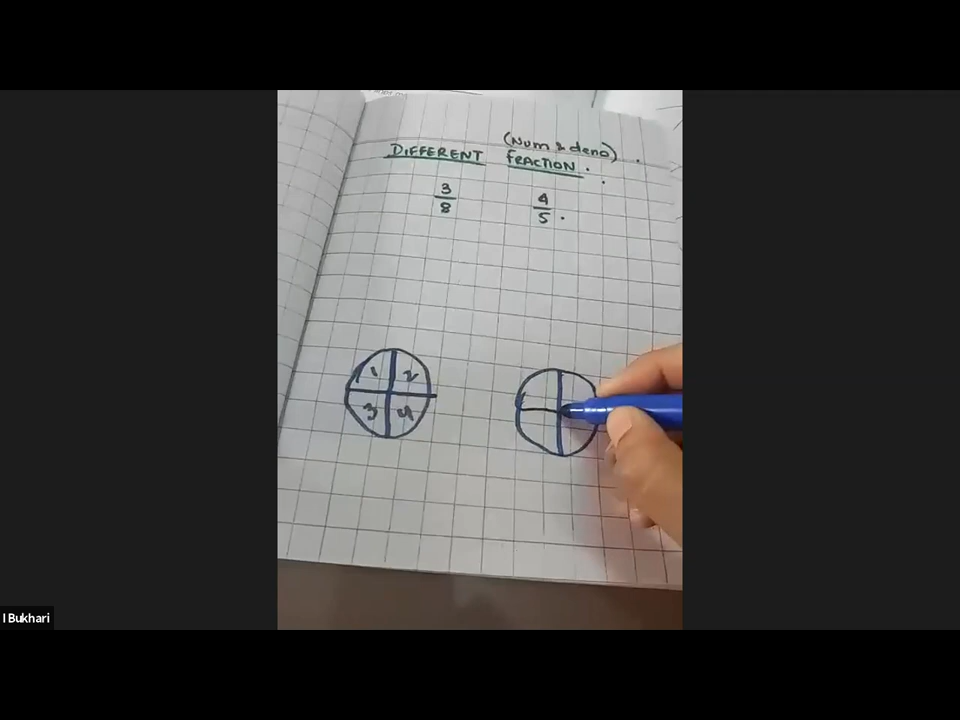 (Num & deno) .
DIFFERENT FRACTION .
3/8 4/5 .
1 2
3 4
I Bukhari